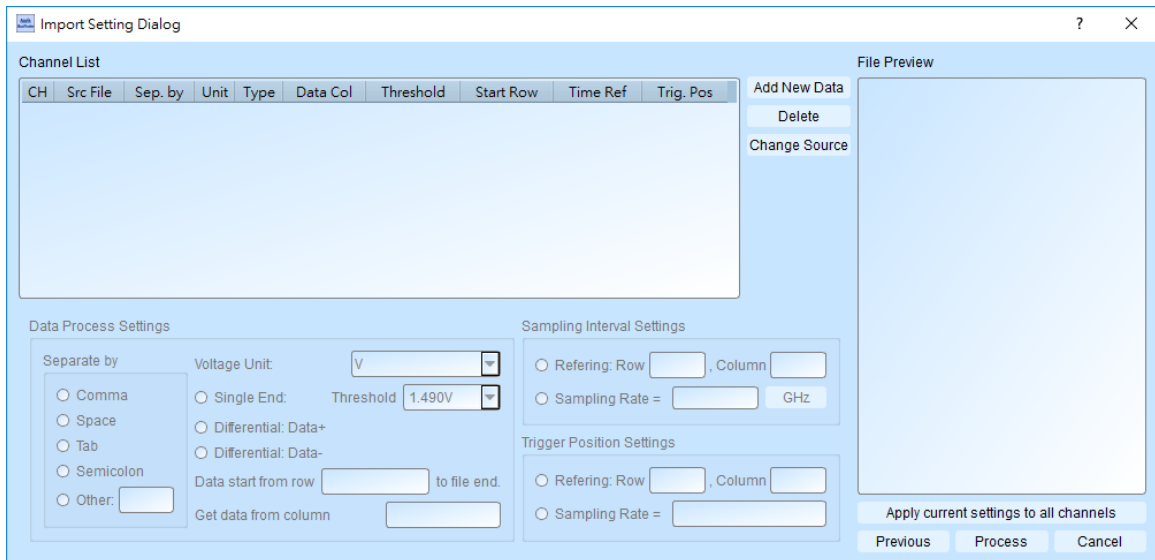 Import Setting Dialog
?
Channel List
File Preview
CH Src File Sep. by Unit Type Data Col Threshold Start Row Time Ref Trig. Pos
Add New Data
Delete
Change Source
Data Process Settings
Separate by
Comma
Space
Tab
Semicolon
Other:
Voltage Unit: V
Single End: Threshold 1.490V
Differential: Data+
Differential: Data-
Data start from row to file end.
Get data from column
Sampling Interval Settings
Refering: Row , Column
Sampling Rate = GHz
Trigger Position Settings
Refering: Row , Column
Sampling Rate =
Apply current settings to all channels
Previous Process Cancel